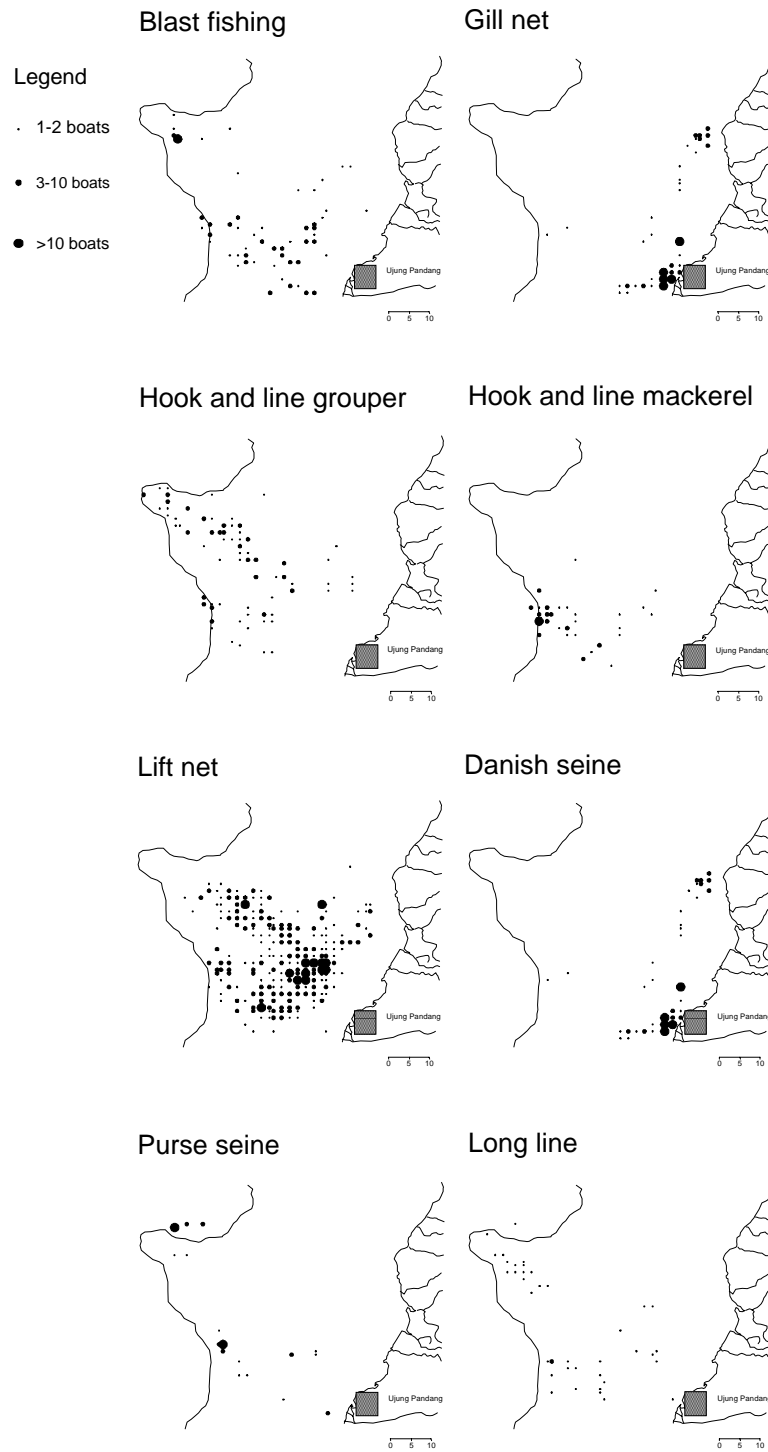 Blast fishing
Gill net
Legend
1-2 boats
3-10 boats
>10 boats
Ujung Pandang
0 5 10
Ujung Pandang
0 5 10
Hook and line grouper
Hook and line mackerel
Ujung Pandang
0 5 10
Ujung Pandang
0 5 10
Lift net
Danish seine
Ujung Pandang
0 5 10
Ujung Pandang
0 5 10
Purse seine
Long line
Ujung Pandang
0 5 10
Ujung Pandang
0 5 10